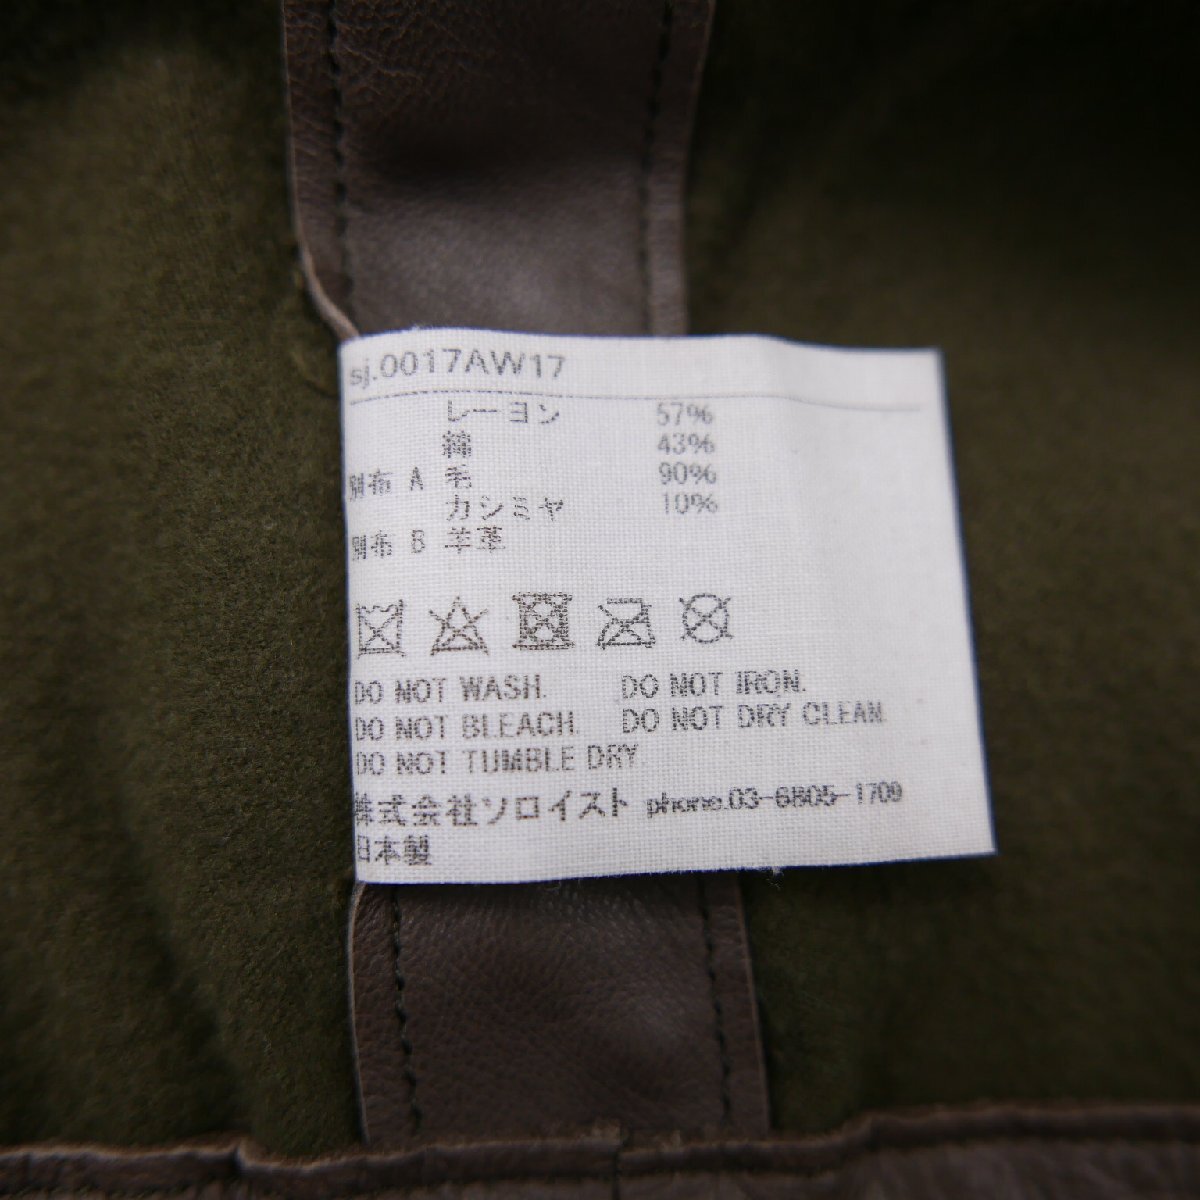 sj.0017AW17
レーヨン 57%
綿 43%
別布 A 毛 90%
カシミヤ 10%
別布 B 羊革
DO NOT WASH. DO NOT IRON.
DO NOT BLEACH. DO NOT DRY CLEAN.
DO NOT TUMBLE DRY.
株式会社ソロイスト phone.03-6805-1709
日本製